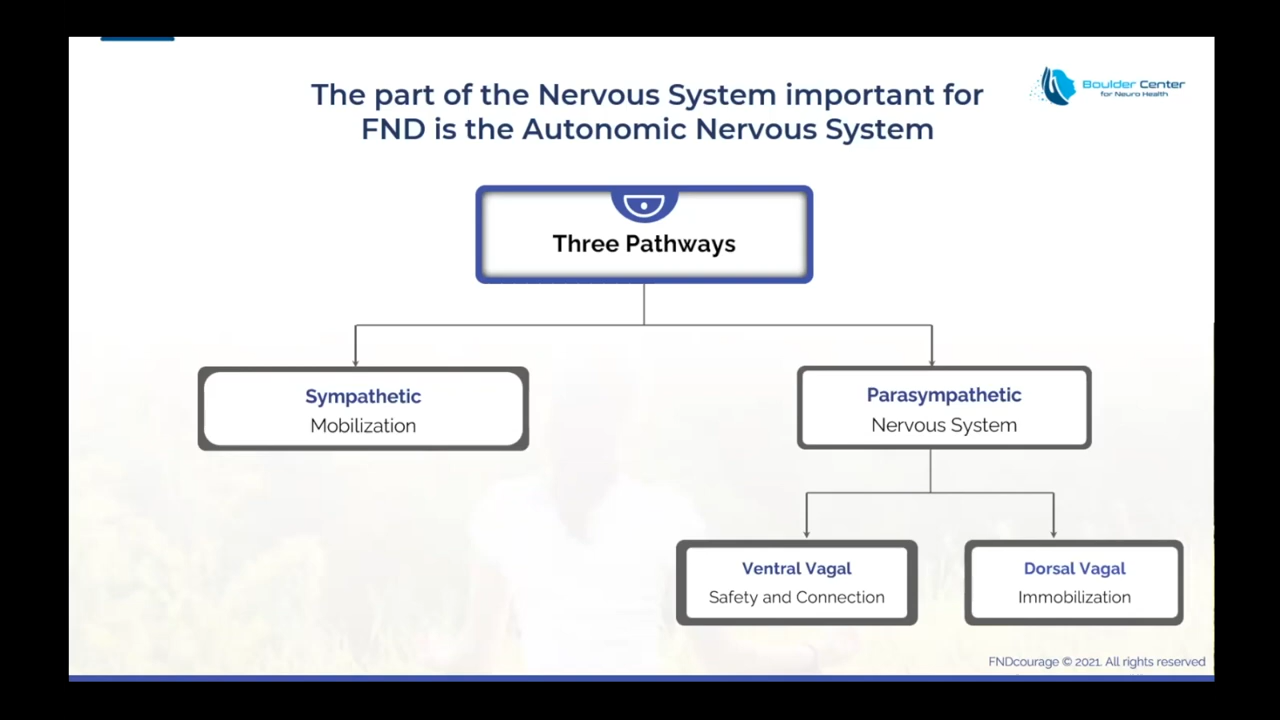 The part of the Nervous System important for
FND is the Autonomic Nervous System
Boulder Center
for Neuro Health
Three Pathways
Sympathetic
Mobilization
Parasympathetic
Nervous System
Ventral Vagal
Safety and Connection
Dorsal Vagal
Immobilization
FNDcourage © 2021. All rights reserved